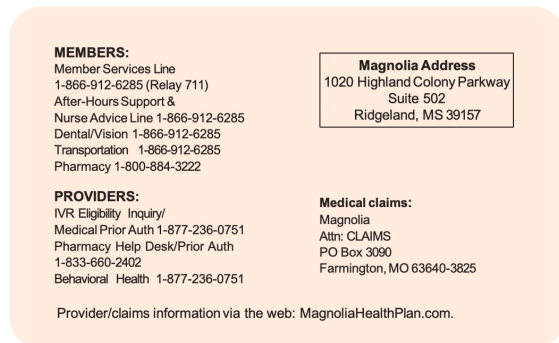 MEMBERS:
Member Services Line
1-866-912-6285 (Relay 711)
After-Hours Support &
Nurse Advice Line 1-866-912-6285
Dental/Vision 1-866-912-6285
Transportation 1-866-912-6285
Pharmacy 1-800-884-3222
Magnolia Address
1020 Highland Colony Parkway
Suite 502
Ridgeland, MS 39157
PROVIDERS:
IVR Eligibility Inquiry/
Medical Prior Auth 1-877-236-0751
Pharmacy Help Desk/Prior Auth
1-833-660-2402
Behavioral Health 1-877-236-0751
Medical claims:
Magnolia
Attn: CLAIMS
PO Box 3090
Farmington, MO 63640-3825
Provider/claims information via the web: MagnoliaHealthPlan.com.